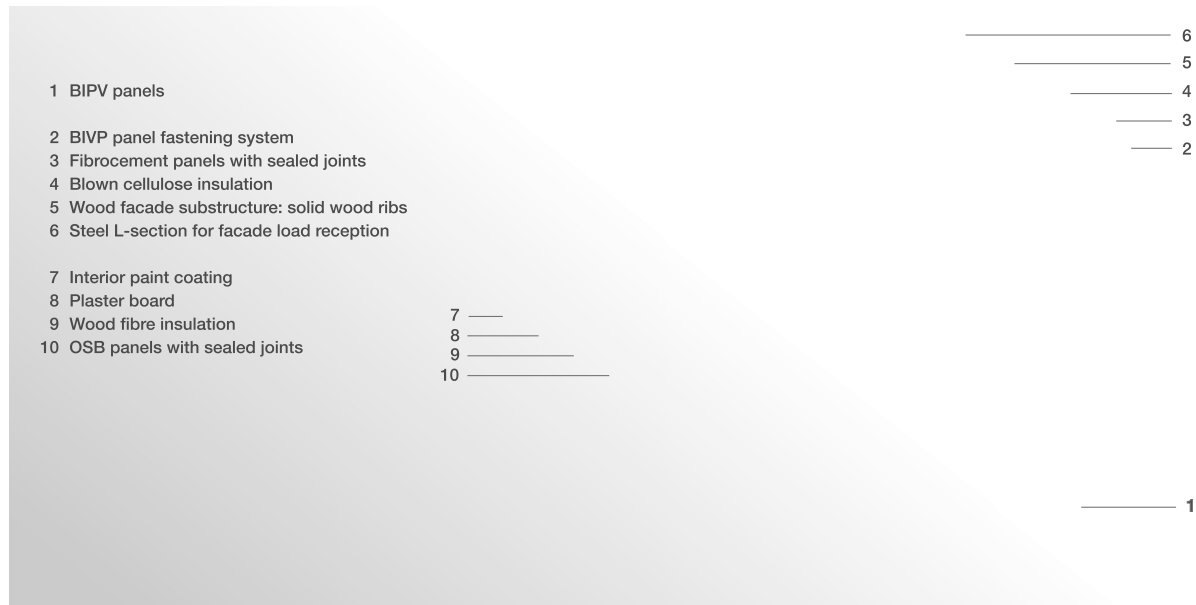 1 BIPV panels
2 BIVP panel fastening system
3 Fibrocement panels with sealed joints
4 Blown cellulose insulation
5 Wood facade substructure: solid wood ribs
6 Steel L-section for facade load reception
7 Interior paint coating
8 Plaster board
9 Wood fibre insulation
10 OSB panels with sealed joints
7
8
9
10
6
5
4
3
2
1